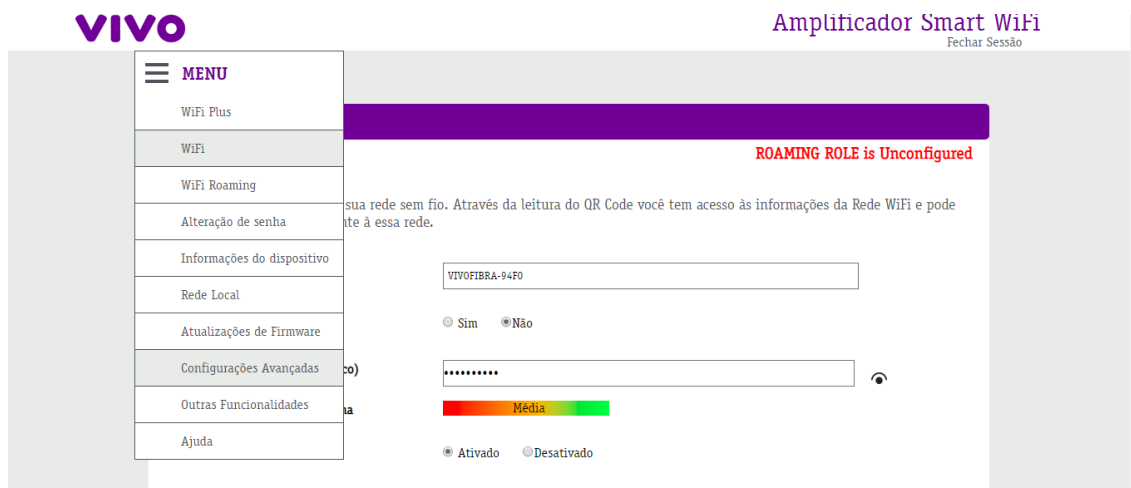 vivo
Amplificador Smart WiFi
Fechar Sessão
MENU
WiFi Plus
WiFi
ROAMING ROLE is Unconfigured
WiFi Roaming
sua rede sem fio. Através da leitura do QR Code você tem acesso às informações da Rede WiFi e pode
nte à essa rede.
Alteração de senha
Informações do dispositivo
VIVOFIBRA-94F0
Rede Local
Sim Não
Atualizações de Firmware
Configurações Avançadas
co)
••••••••••
Outras Funcionalidades
na
Média
Ajuda
Ativado Desativado